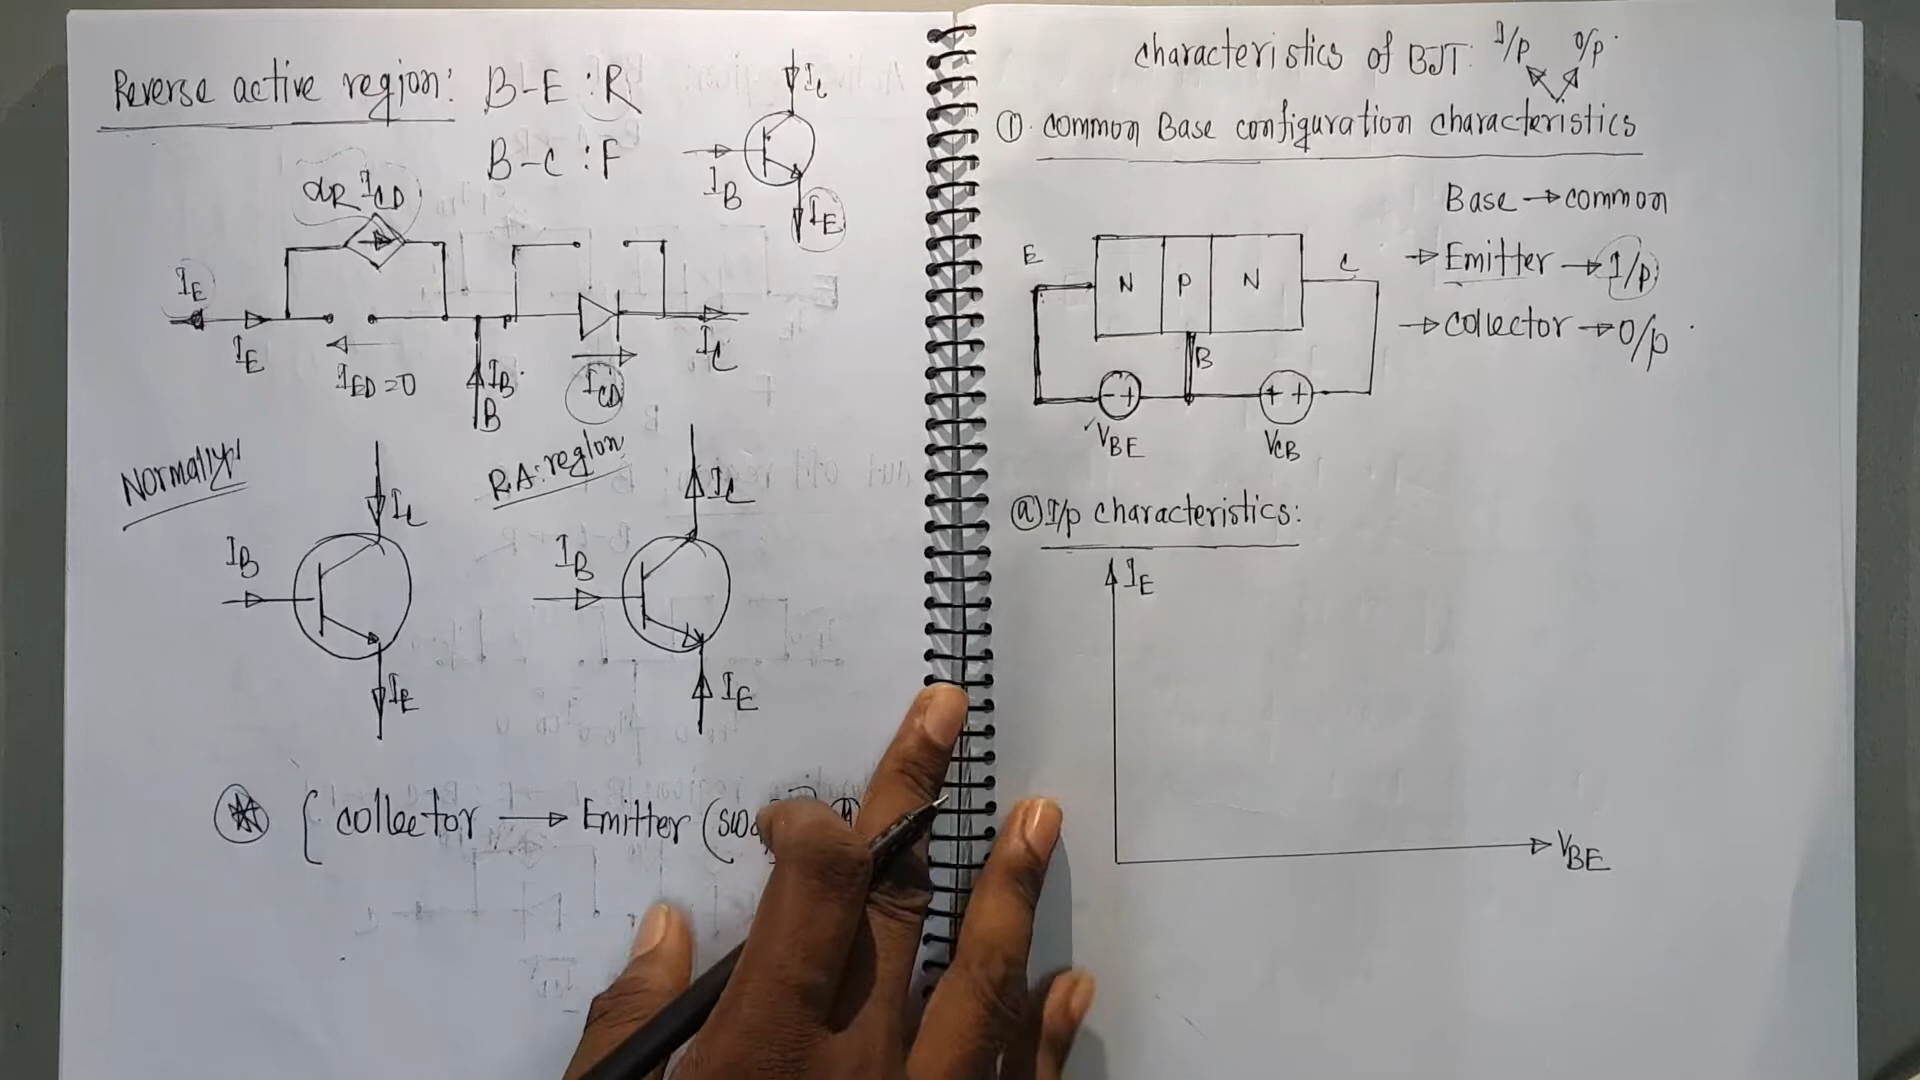 Reverse active region: B-E : R
B-C : F
IC
IB
IE
αR ICD
IE
IE
IED=0
IB
B
ICD
IC
Normally:
R.A. region
IC
IB
IE
IC
IB
IE
{ collector → Emitter
characteristics of BJT: I/p O/p
① common Base configuration characteristics
Base → common
→ Emitter → I/p
→ collector → O/p
E
N P N
C
B
- +
+ +
VBE
VCB
ⓐ I/p characteristics:
IE
VBE